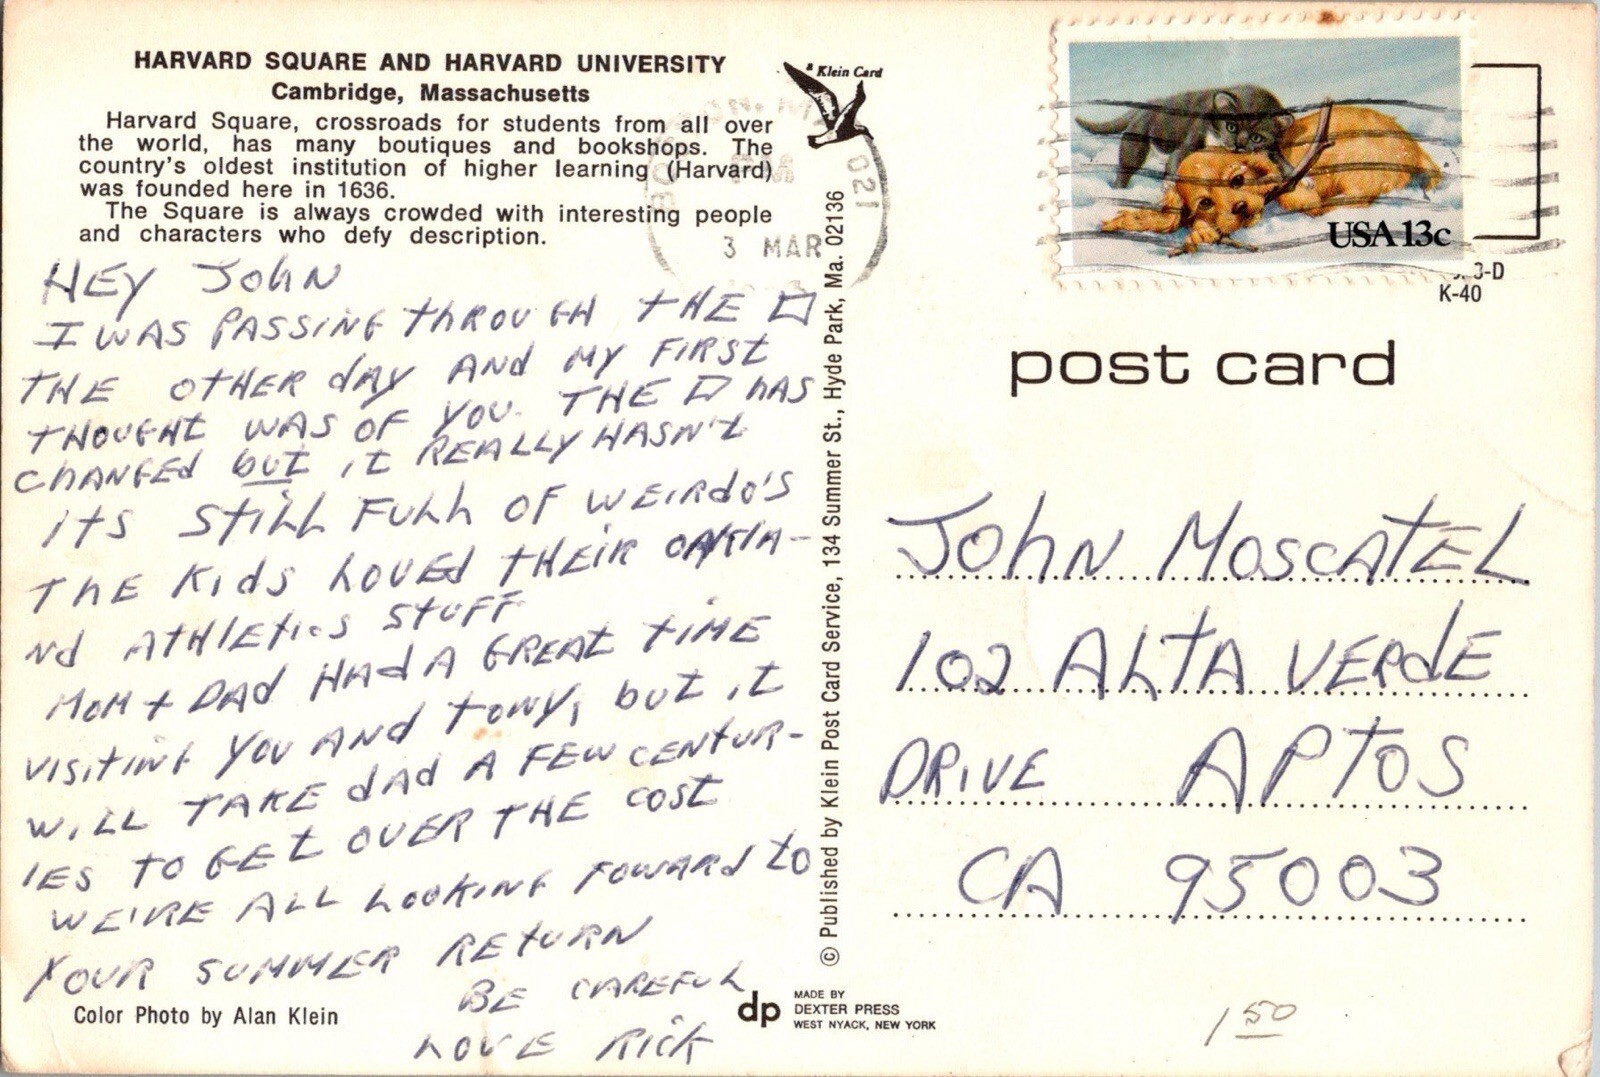 HARVARD SQUARE AND HARVARD UNIVERSITY
Cambridge, Massachusetts
Harvard Square, crossroads for students from all over
the world, has many boutiques and bookshops. The
country's oldest institution of higher learning (Harvard)
was founded here in 1636.
The Square is always crowded with interesting people
and characters who defy description.
HEY JOHN
I WAS PASSING THROUGH THE □
THE OTHER DAY AND MY FIRST
THOUGHT WAS OF YOU. THE □ HAS
CHANGED BUT IT REALLY HASN'T
ITS STILL FULL OF WEIRDO'S
THE KIDS LOVED THEIR OAKLA-
ND ATHLETICS STUFF
MOM + DAD HAD A GREAT TIME
VISITING YOU AND TONY, BUT IT
WILL TAKE DAD A FEW CENTUR-
IES TO GET OVER THE COST
WE'RE ALL LOOKING FOWARD TO
YOUR SUMMER RETURN
BE CAREFUL
LOVE RICK
Color Photo by Alan Klein
a Klein Card
021
3 MAR
© Published by Klein Post Card Service, 134 Summer St., Hyde Park, Ma. 02136
dp
MADE BY
DEXTER PRESS
WEST NYACK, NEW YORK
USA 13c
K-40
post card
JOHN MOSCATEL
102 ALTA VERDE
DRIVE APTOS
CA 95003
1 50